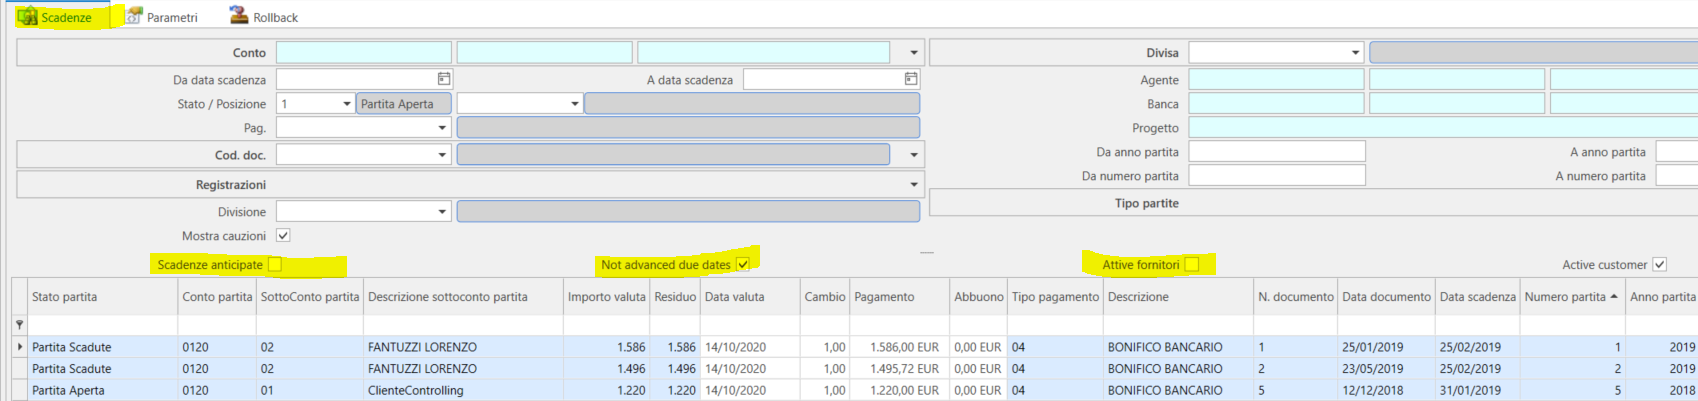 Scadenze Parametri Rollback
Conto Divisa
Da data scadenza A data scadenza Agente
Stato / Posizione 1 Partita Aperta Banca
Pag. Progetto
Cod. doc. Da anno partita A anno partita
Da numero partita A numero partita
Registrazioni
Tipo partite
Divisione
Mostra cauzioni
Scadenze anticipate Not advanced due dates Attive fornitori Active customer
Stato partita Conto partita SottoConto partita Descrizione sottoconto partita Importo valuta Residuo Data valuta Cambio Pagamento Abbuono Tipo pagamento Descrizione N. documento Data documento Data scadenza Numero partita Anno partita
Partita Scadute 0120 02 FANTUZZI LORENZO 1.586 1.586 14/10/2020 1,00 1.586,00 EUR 0,00 EUR 04 BONIFICO BANCARIO 1 25/01/2019 25/02/2019 1 2019
Partita Scadute 0120 02 FANTUZZI LORENZO 1.496 1.496 14/10/2020 1,00 1.495,72 EUR 0,00 EUR 04 BONIFICO BANCARIO 2 23/05/2019 25/02/2019 2 2019
Partita Aperta 0120 01 ClienteControlling 1.220 1.220 14/10/2020 1,00 1.220,00 EUR 0,00 EUR 04 BONIFICO BANCARIO 5 12/12/2018 31/01/2019 5 2018